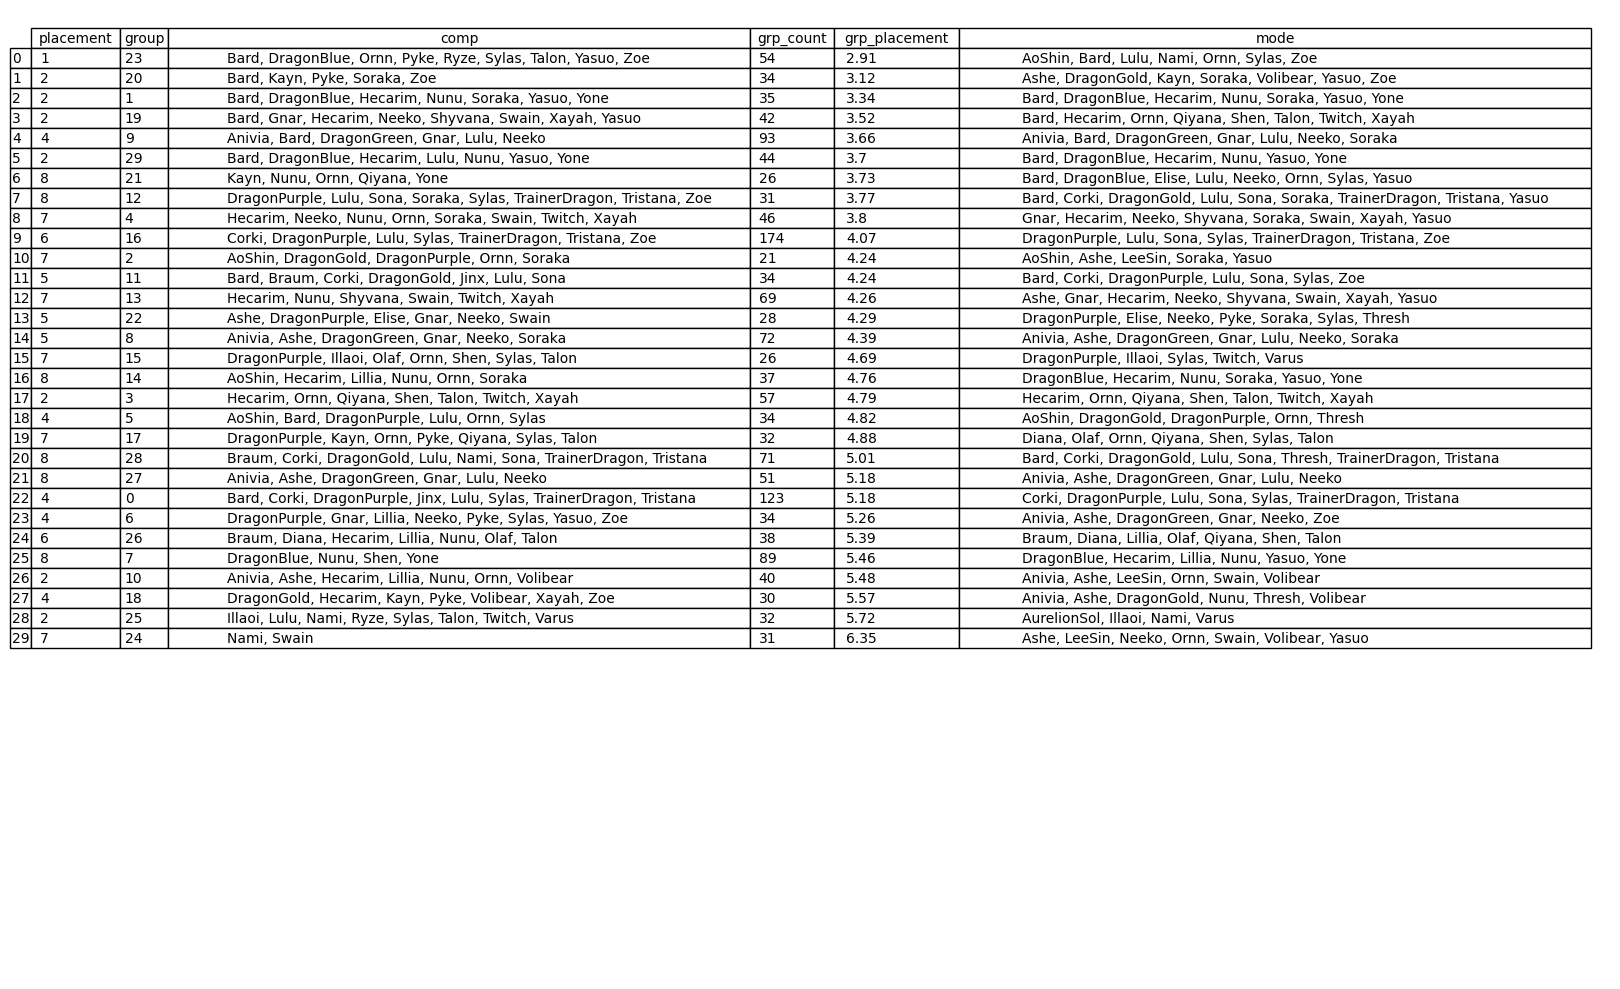 placement group comp grp_count grp_placement mode
0 1 23 Bard, DragonBlue, Ornn, Pyke, Ryze, Sylas, Talon, Yasuo, Zoe 54 2.91 AoShin, Bard, Lulu, Nami, Ornn, Sylas, Zoe
1 2 20 Bard, Kayn, Pyke, Soraka, Zoe 34 3.12 Ashe, DragonGold, Kayn, Soraka, Volibear, Yasuo, Zoe
2 2 1 Bard, DragonBlue, Hecarim, Nunu, Soraka, Yasuo, Yone 35 3.34 Bard, DragonBlue, Hecarim, Nunu, Soraka, Yasuo, Yone
3 2 19 Bard, Gnar, Hecarim, Neeko, Shyvana, Swain, Xayah, Yasuo 42 3.52 Bard, Hecarim, Ornn, Qiyana, Shen, Talon, Twitch, Xayah
4 4 9 Anivia, Bard, DragonGreen, Gnar, Lulu, Neeko 93 3.66 Anivia, Bard, DragonGreen, Gnar, Lulu, Neeko, Soraka
5 2 29 Bard, DragonBlue, Hecarim, Lulu, Nunu, Yasuo, Yone 44 3.7 Bard, DragonBlue, Hecarim, Nunu, Yasuo, Yone
6 8 21 Kayn, Nunu, Ornn, Qiyana, Yone 26 3.73 Bard, DragonBlue, Elise, Lulu, Neeko, Ornn, Sylas, Yasuo
7 8 12 DragonPurple, Lulu, Sona, Soraka, Sylas, TrainerDragon, Tristana, Zoe 31 3.77 Bard, Corki, DragonGold, Lulu, Sona, Soraka, TrainerDragon, Tristana, Yasuo
8 7 4 Hecarim, Neeko, Nunu, Ornn, Soraka, Swain, Twitch, Xayah 46 3.8 Gnar, Hecarim, Neeko, Shyvana, Soraka, Swain, Xayah, Yasuo
9 6 16 Corki, DragonPurple, Lulu, Sylas, TrainerDragon, Tristana, Zoe 174 4.07 DragonPurple, Lulu, Sona, Sylas, TrainerDragon, Tristana, Zoe
10 7 2 AoShin, DragonGold, DragonPurple, Ornn, Soraka 21 4.24 AoShin, Ashe, LeeSin, Soraka, Yasuo
11 5 11 Bard, Braum, Corki, DragonGold, Jinx, Lulu, Sona 34 4.24 Bard, Corki, DragonPurple, Lulu, Sona, Sylas, Zoe
12 7 13 Hecarim, Nunu, Shyvana, Swain, Twitch, Xayah 69 4.26 Ashe, Gnar, Hecarim, Neeko, Shyvana, Swain, Xayah, Yasuo
13 5 22 Ashe, DragonPurple, Elise, Gnar, Neeko, Swain 28 4.29 DragonPurple, Elise, Neeko, Pyke, Soraka, Sylas, Thresh
14 5 8 Anivia, Ashe, DragonGreen, Gnar, Neeko, Soraka 72 4.39 Anivia, Ashe, DragonGreen, Gnar, Lulu, Neeko, Soraka
15 7 15 DragonPurple, Illaoi, Olaf, Ornn, Shen, Sylas, Talon 26 4.69 DragonPurple, Illaoi, Sylas, Twitch, Varus
16 8 14 AoShin, Hecarim, Lillia, Nunu, Ornn, Soraka 37 4.76 DragonBlue, Hecarim, Nunu, Soraka, Yasuo, Yone
17 2 3 Hecarim, Ornn, Qiyana, Shen, Talon, Twitch, Xayah 57 4.79 Hecarim, Ornn, Qiyana, Shen, Talon, Twitch, Xayah
18 4 5 AoShin, Bard, DragonPurple, Lulu, Ornn, Sylas 34 4.82 AoShin, DragonGold, DragonPurple, Ornn, Thresh
19 7 17 DragonPurple, Kayn, Ornn, Pyke, Qiyana, Sylas, Talon 32 4.88 Diana, Olaf, Ornn, Qiyana, Shen, Sylas, Talon
20 8 28 Braum, Corki, DragonGold, Lulu, Nami, Sona, TrainerDragon, Tristana 71 5.01 Bard, Corki, DragonGold, Lulu, Sona, Thresh, TrainerDragon, Tristana
21 8 27 Anivia, Ashe, DragonGreen, Gnar, Lulu, Neeko 51 5.18 Anivia, Ashe, DragonGreen, Gnar, Lulu, Neeko
22 4 0 Bard, Corki, DragonPurple, Jinx, Lulu, Sylas, TrainerDragon, Tristana 123 5.18 Corki, DragonPurple, Lulu, Sona, Sylas, TrainerDragon, Tristana
23 4 6 DragonPurple, Gnar, Lillia, Neeko, Pyke, Sylas, Yasuo, Zoe 34 5.26 Anivia, Ashe, DragonGreen, Gnar, Neeko, Zoe
24 6 26 Braum, Diana, Hecarim, Lillia, Nunu, Olaf, Talon 38 5.39 Braum, Diana, Lillia, Olaf, Qiyana, Shen, Talon
25 8 7 DragonBlue, Nunu, Shen, Yone 89 5.46 DragonBlue, Hecarim, Lillia, Nunu, Yasuo, Yone
26 2 10 Anivia, Ashe, Hecarim, Lillia, Nunu, Ornn, Volibear 40 5.48 Anivia, Ashe, LeeSin, Ornn, Swain, Volibear
27 4 18 DragonGold, Hecarim, Kayn, Pyke, Volibear, Xayah, Zoe 30 5.57 Anivia, Ashe, DragonGold, Nunu, Thresh, Volibear
28 2 25 Illaoi, Lulu, Nami, Ryze, Sylas, Talon, Twitch, Varus 32 5.72 AurelionSol, Illaoi, Nami, Varus
29 7 24 Nami, Swain 31 6.35 Ashe, LeeSin, Neeko, Ornn, Swain, Volibear, Yasuo